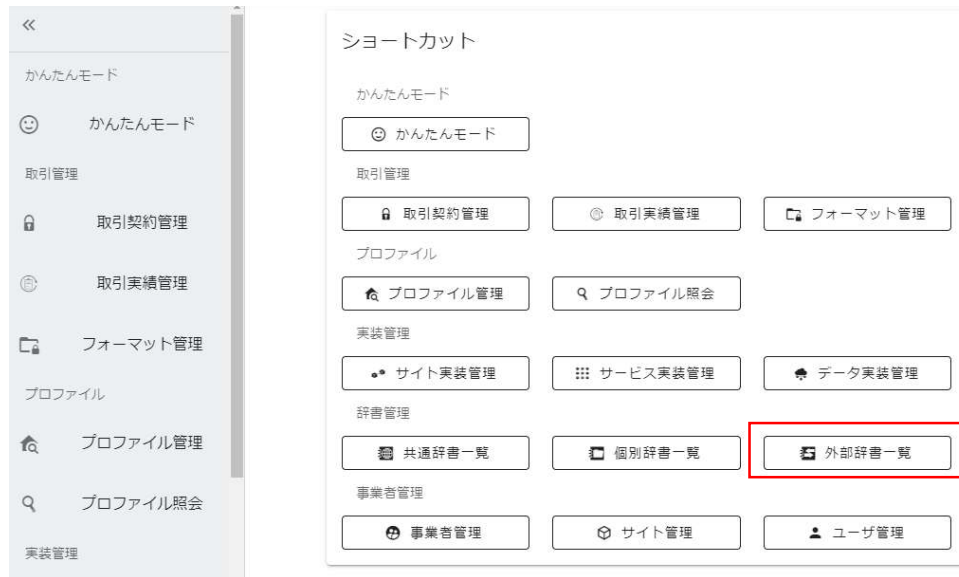 かんたんモード
かんたんモード
取引管理
取引契約管理
取引実績管理
フォーマット管理
プロファイル
プロファイル管理
プロファイル照会
実装管理
ショートカット
かんたんモード
かんたんモード
取引管理
取引契約管理 取引実績管理 フォーマット管理
プロファイル
プロファイル管理 プロファイル照会
実装管理
サイト実装管理 サービス実装管理 データ実装管理
辞書管理
共通辞書一覧 個別辞書一覧 外部辞書一覧
事業者管理
事業者管理 サイト管理 ユーザ管理